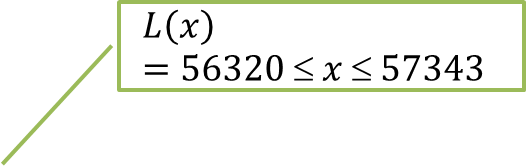 L(x)
= 56320 ≤ x ≤ 57343